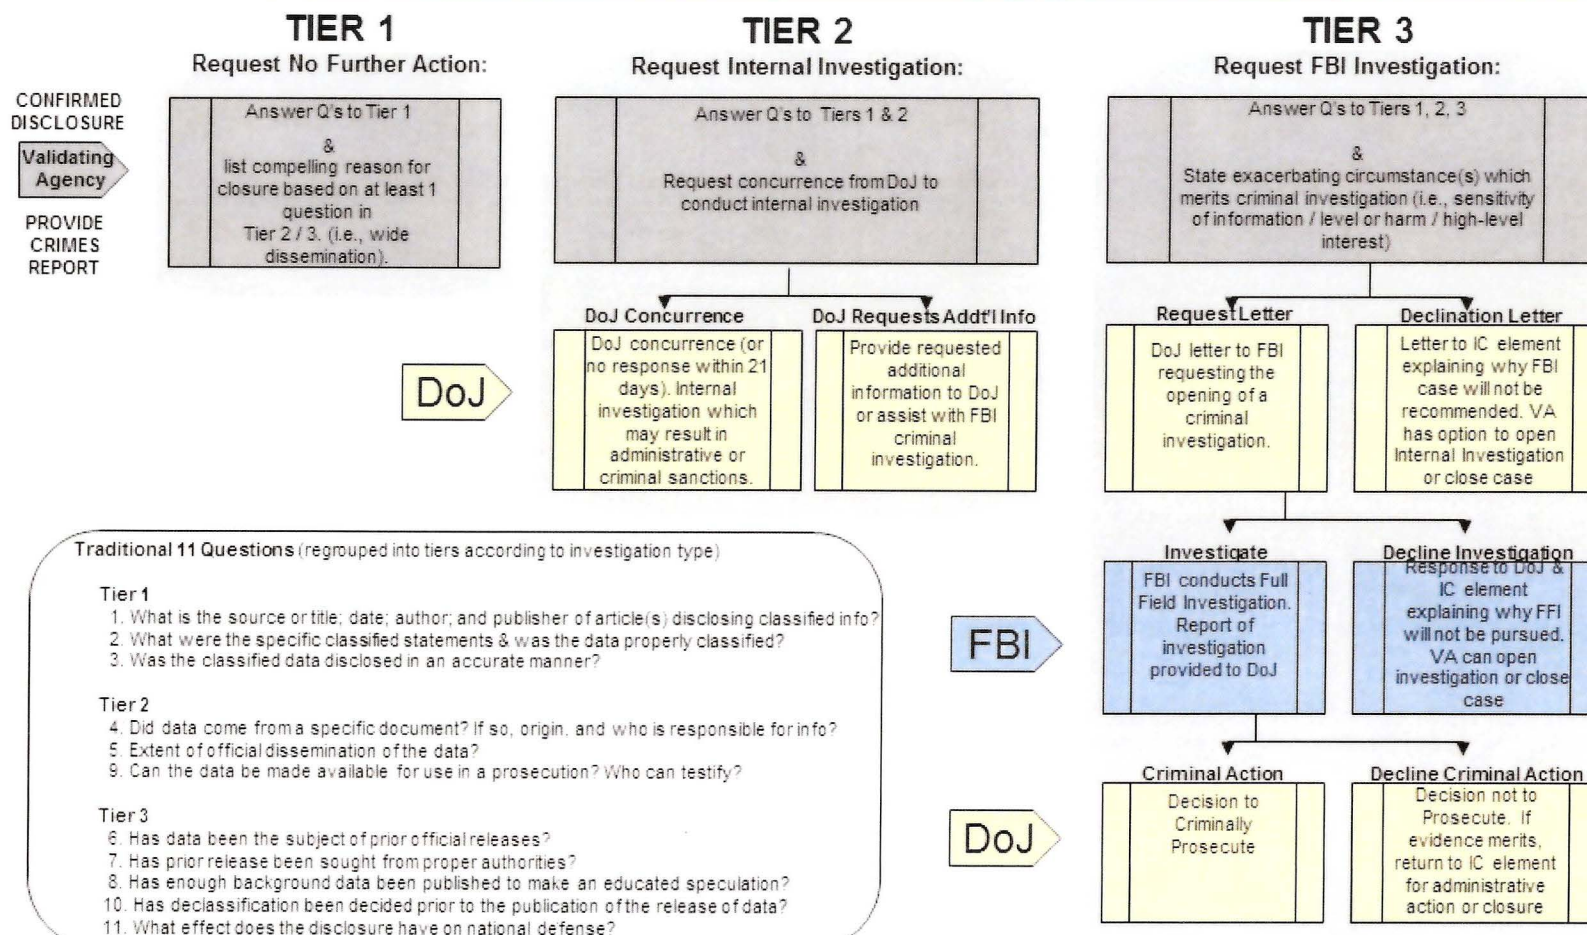 TIER 1
Request No Further Action:
TIER 2
Request Internal Investigation:
TIER 3
Request FBI Investigation:
CONFIRMED
DISCLOSURE
Validating
Agency
PROVIDE
CRIMES
REPORT
Answer Q's to Tier 1
&
list compelling reason for
closure based on at least 1
question in
Tier 2 / 3. (i.e., wide
dissemination).
Answer Q's to Tiers 1 & 2
&
Request concurrence from DoJ to
conduct internal investigation
Answer Q's to Tiers 1, 2, 3
&
State exacerbating circumstance(s) which
merits criminal investigation (i.e., sensitivity
of information / level or harm / high-level
interest)
DoJ
DoJ Concurrence
DoJ concurrence (or
no response within 21
days). Internal
investigation which
may result in
administrative or
criminal sanctions.
DoJ Requests Addt'l Info
Provide requested
additional
information to DoJ
or assist with FBI
criminal
investigation.
Request Letter
DoJ letter to FBI
requesting the
opening of a
criminal
investigation.
Declination Letter
Letter to IC element
explaining why FBI
case will not be
recommended. VA
has option to open
Internal Investigation
or close case
Traditional 11 Questions (regrouped into tiers according to investigation type)
Tier 1
1. What is the source or title; date; author; and publisher of article(s) disclosing classified info?
2. What were the specific classified statements & was the data properly classified?
3. Was the classified data disclosed in an accurate manner?
Tier 2
4. Did data come from a specific document? If so, origin, and who is responsible for info?
5. Extent of official dissemination of the data?
9. Can the data be made available for use in a prosecution? Who can testify?
Tier 3
6. Has data been the subject of prior official releases?
7. Has prior release been sought from proper authorities?
8. Has enough background data been published to make an educated speculation?
10. Has declassification been decided prior to the publication of the release of data?
11. What effect does the disclosure have on national defense?
FBI
Investigate
FBI conducts Full
Field Investigation.
Report of
investigation
provided to DoJ
Decline Investigation
Response to DoJ &
IC element
explaining why FFI
will not be pursued.
VA can open
investigation or close
case
DoJ
Criminal Action
Decision to
Criminally
Prosecute
Decline Criminal Action
Decision not to
Prosecute. If
evidence merits,
return to IC element
for administrative
action or closure